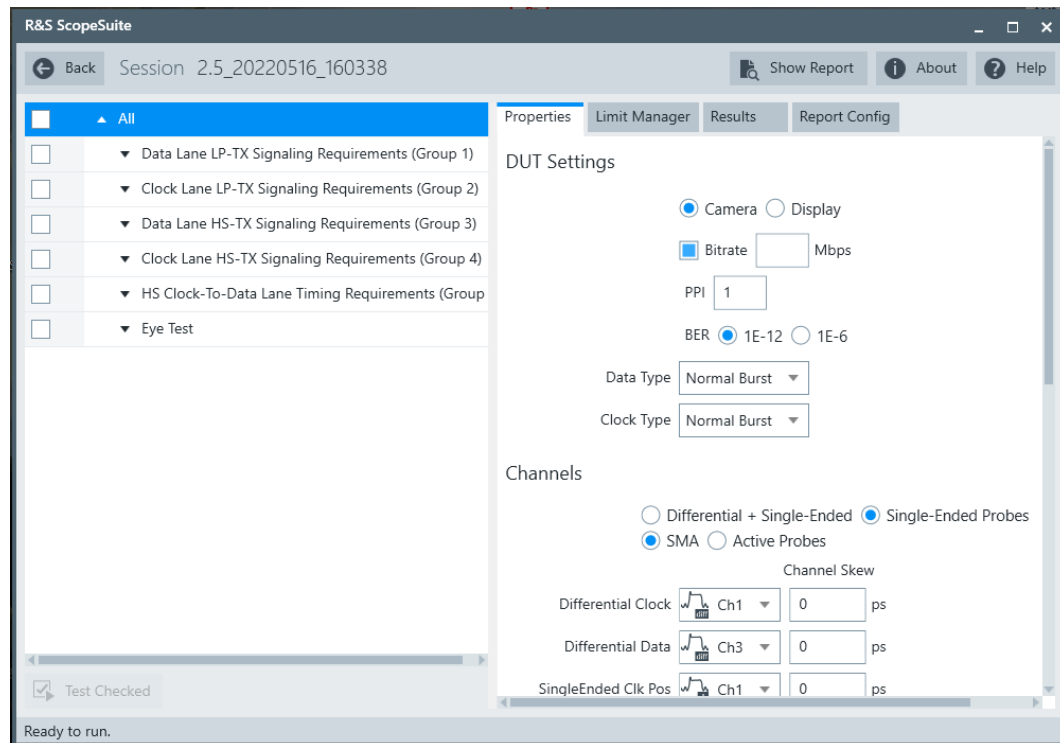 R&S ScopeSuite
Back Session 2.5_20220516_160338 Show Report About Help
All
Data Lane LP-TX Signaling Requirements (Group 1)
Clock Lane LP-TX Signaling Requirements (Group 2)
Data Lane HS-TX Signaling Requirements (Group 3)
Clock Lane HS-TX Signaling Requirements (Group 4)
HS Clock-To-Data Lane Timing Requirements (Group
Eye Test
Test Checked
Properties Limit Manager Results Report Config
DUT Settings
Camera Display
Bitrate Mbps
PPI 1
BER 1E-12 1E-6
Data Type Normal Burst
Clock Type Normal Burst
Channels
Differential + Single-Ended Single-Ended Probes
SMA Active Probes
Channel Skew
Differential Clock diff Ch1 0 ps
Differential Data diff Ch3 0 ps
SingleEnded Clk Pos Ch1 0 ps
Ready to run.